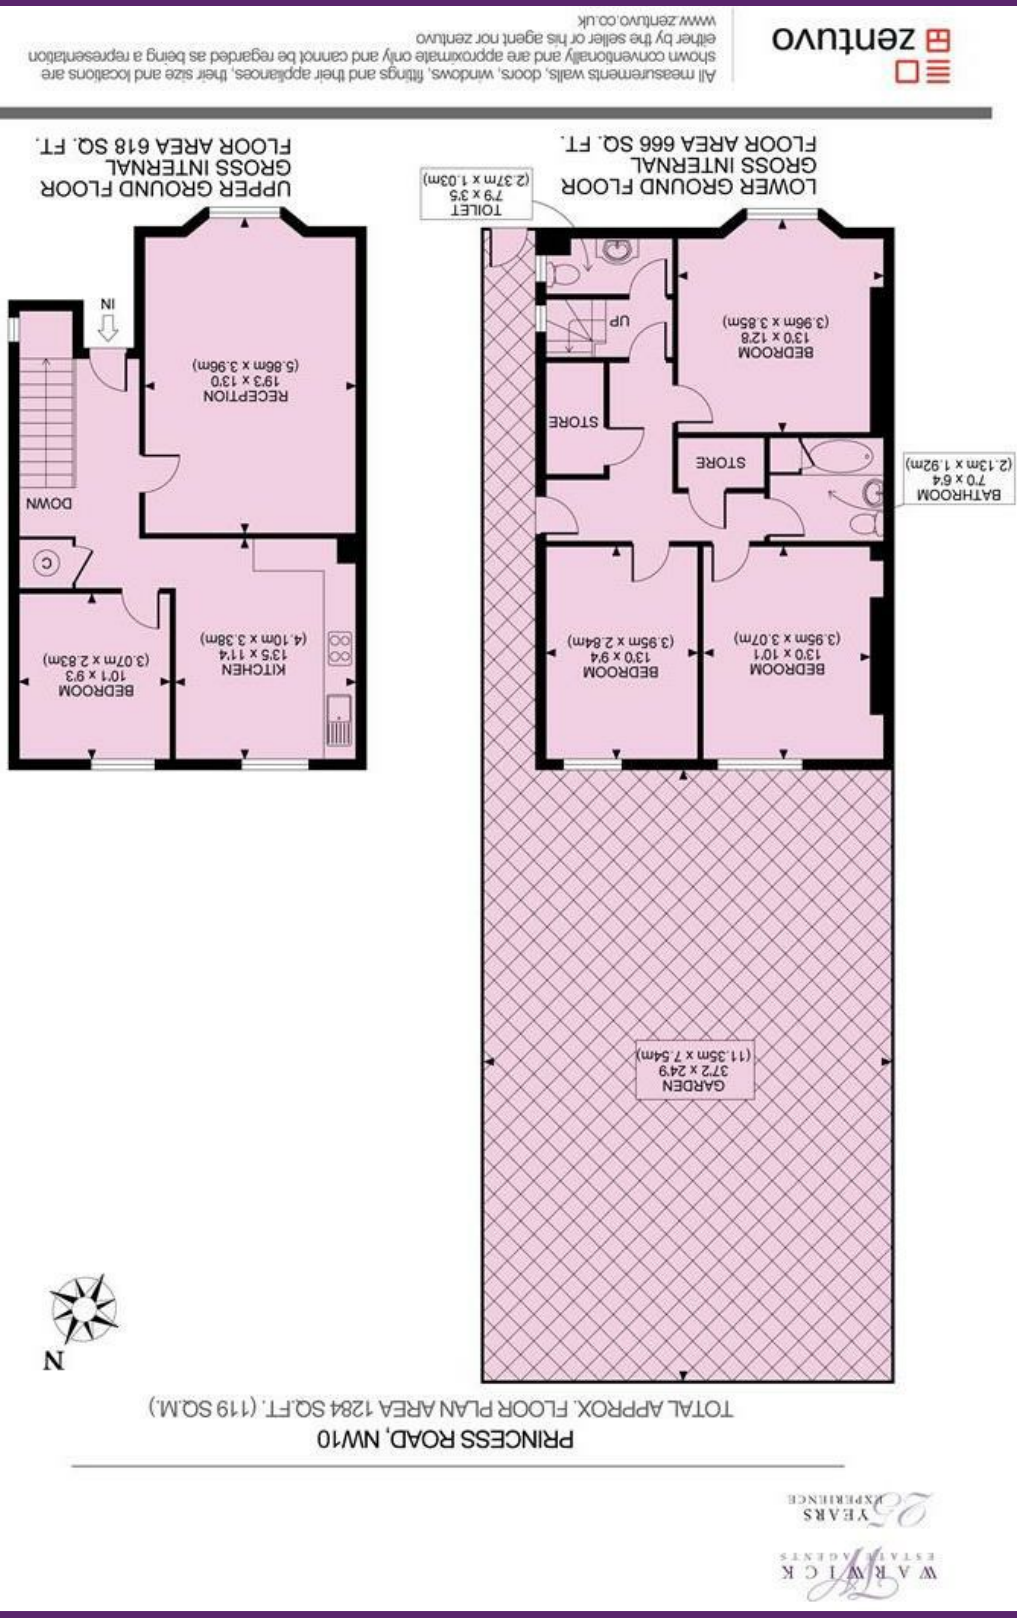 WARWICK
ESTATE AGENTS
25 YEARS
EXPERIENCE
PRINCESS ROAD, NW10
TOTAL APPROX. FLOOR PLAN AREA 1284 SQ.FT. (119 SQ.M.)
N
GARDEN
37'2 x 24'9
(11.35m x 7.54m)
BEDROOM
13'0 x 10'1
(3.95m x 3.07m)
BEDROOM
13'0 x 9'4
(3.95m x 2.84m)
BATHROOM
7'0 x 6'4
(2.13m x 1.92m)
STORE
STORE
BEDROOM
13'0 x 12'8
(3.96m x 3.85m)
UP
TOILET
7'9 x 3'5
(2.37m x 1.03m)
LOWER GROUND FLOOR
GROSS INTERNAL
FLOOR AREA 666 SQ. FT.
KITCHEN
13'5 x 11'4
(4.10m x 3.38m)
BEDROOM
10'1 x 9'3
(3.07m x 2.83m)
C
DOWN
RECEPTION
19'3 x 13'0
(5.86m x 3.96m)
IN
UPPER GROUND FLOOR
GROSS INTERNAL
FLOOR AREA 618 SQ. FT.
zentuvo
All measurements walls, doors, windows, fittings and their appliances, their size and locations are
shown conventionally and are approximate only and cannot be regarded as being a representation
either by the seller or his agent nor zentuvo
www.zentuvo.co.uk